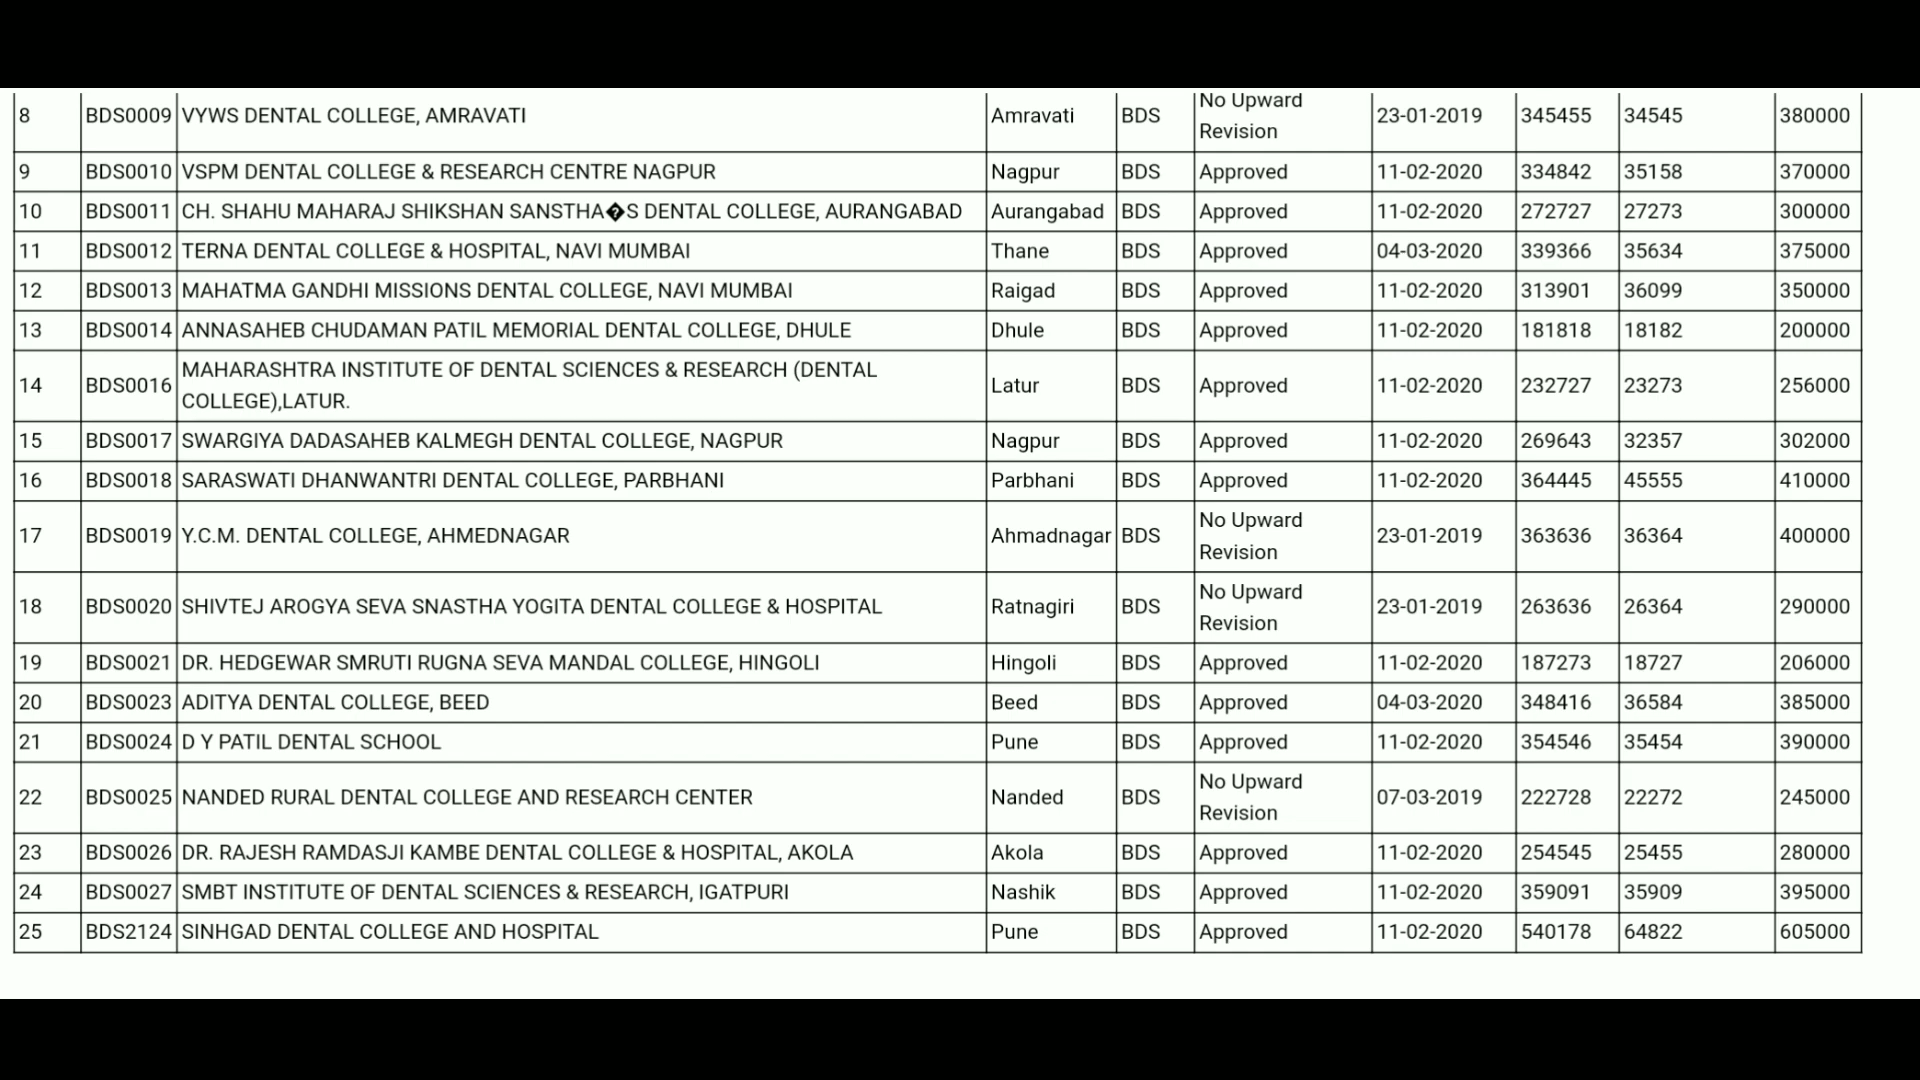 8 BDS0009 VYWS DENTAL COLLEGE, AMRAVATI Amravati BDS No Upward Revision 23-01-2019 345455 34545 380000
9 BDS0010 VSPM DENTAL COLLEGE & RESEARCH CENTRE NAGPUR Nagpur BDS Approved 11-02-2020 334842 35158 370000
10 BDS0011 CH. SHAHU MAHARAJ SHIKSHAN SANSTHA�S DENTAL COLLEGE, AURANGABAD Aurangabad BDS Approved 11-02-2020 272727 27273 300000
11 BDS0012 TERNA DENTAL COLLEGE & HOSPITAL, NAVI MUMBAI Thane BDS Approved 04-03-2020 339366 35634 375000
12 BDS0013 MAHATMA GANDHI MISSIONS DENTAL COLLEGE, NAVI MUMBAI Raigad BDS Approved 11-02-2020 313901 36099 350000
13 BDS0014 ANNASAHEB CHUDAMAN PATIL MEMORIAL DENTAL COLLEGE, DHULE Dhule BDS Approved 11-02-2020 181818 18182 200000
14 BDS0016 MAHARASHTRA INSTITUTE OF DENTAL SCIENCES & RESEARCH (DENTAL COLLEGE),LATUR. Latur BDS Approved 11-02-2020 232727 23273 256000
15 BDS0017 SWARGIYA DADASAHEB KALMEGH DENTAL COLLEGE, NAGPUR Nagpur BDS Approved 11-02-2020 269643 32357 302000
16 BDS0018 SARASWATI DHANWANTRI DENTAL COLLEGE, PARBHANI Parbhani BDS Approved 11-02-2020 364445 45555 410000
17 BDS0019 Y.C.M. DENTAL COLLEGE, AHMEDNAGAR Ahmadnagar BDS No Upward Revision 23-01-2019 363636 36364 400000
18 BDS0020 SHIVTEJ AROGYA SEVA SNASTHA YOGITA DENTAL COLLEGE & HOSPITAL Ratnagiri BDS No Upward Revision 23-01-2019 263636 26364 290000
19 BDS0021 DR. HEDGEWAR SMRUTI RUGNA SEVA MANDAL COLLEGE, HINGOLI Hingoli BDS Approved 11-02-2020 187273 18727 206000
20 BDS0023 ADITYA DENTAL COLLEGE, BEED Beed BDS Approved 04-03-2020 348416 36584 385000
21 BDS0024 D Y PATIL DENTAL SCHOOL Pune BDS Approved 11-02-2020 354546 35454 390000
22 BDS0025 NANDED RURAL DENTAL COLLEGE AND RESEARCH CENTER Nanded BDS No Upward Revision 07-03-2019 222728 22272 245000
23 BDS0026 DR. RAJESH RAMDASJI KAMBE DENTAL COLLEGE & HOSPITAL, AKOLA Akola BDS Approved 11-02-2020 254545 25455 280000
24 BDS0027 SMBT INSTITUTE OF DENTAL SCIENCES & RESEARCH, IGATPURI Nashik BDS Approved 11-02-2020 359091 35909 395000
25 BDS2124 SINHGAD DENTAL COLLEGE AND HOSPITAL Pune BDS Approved 11-02-2020 540178 64822 605000